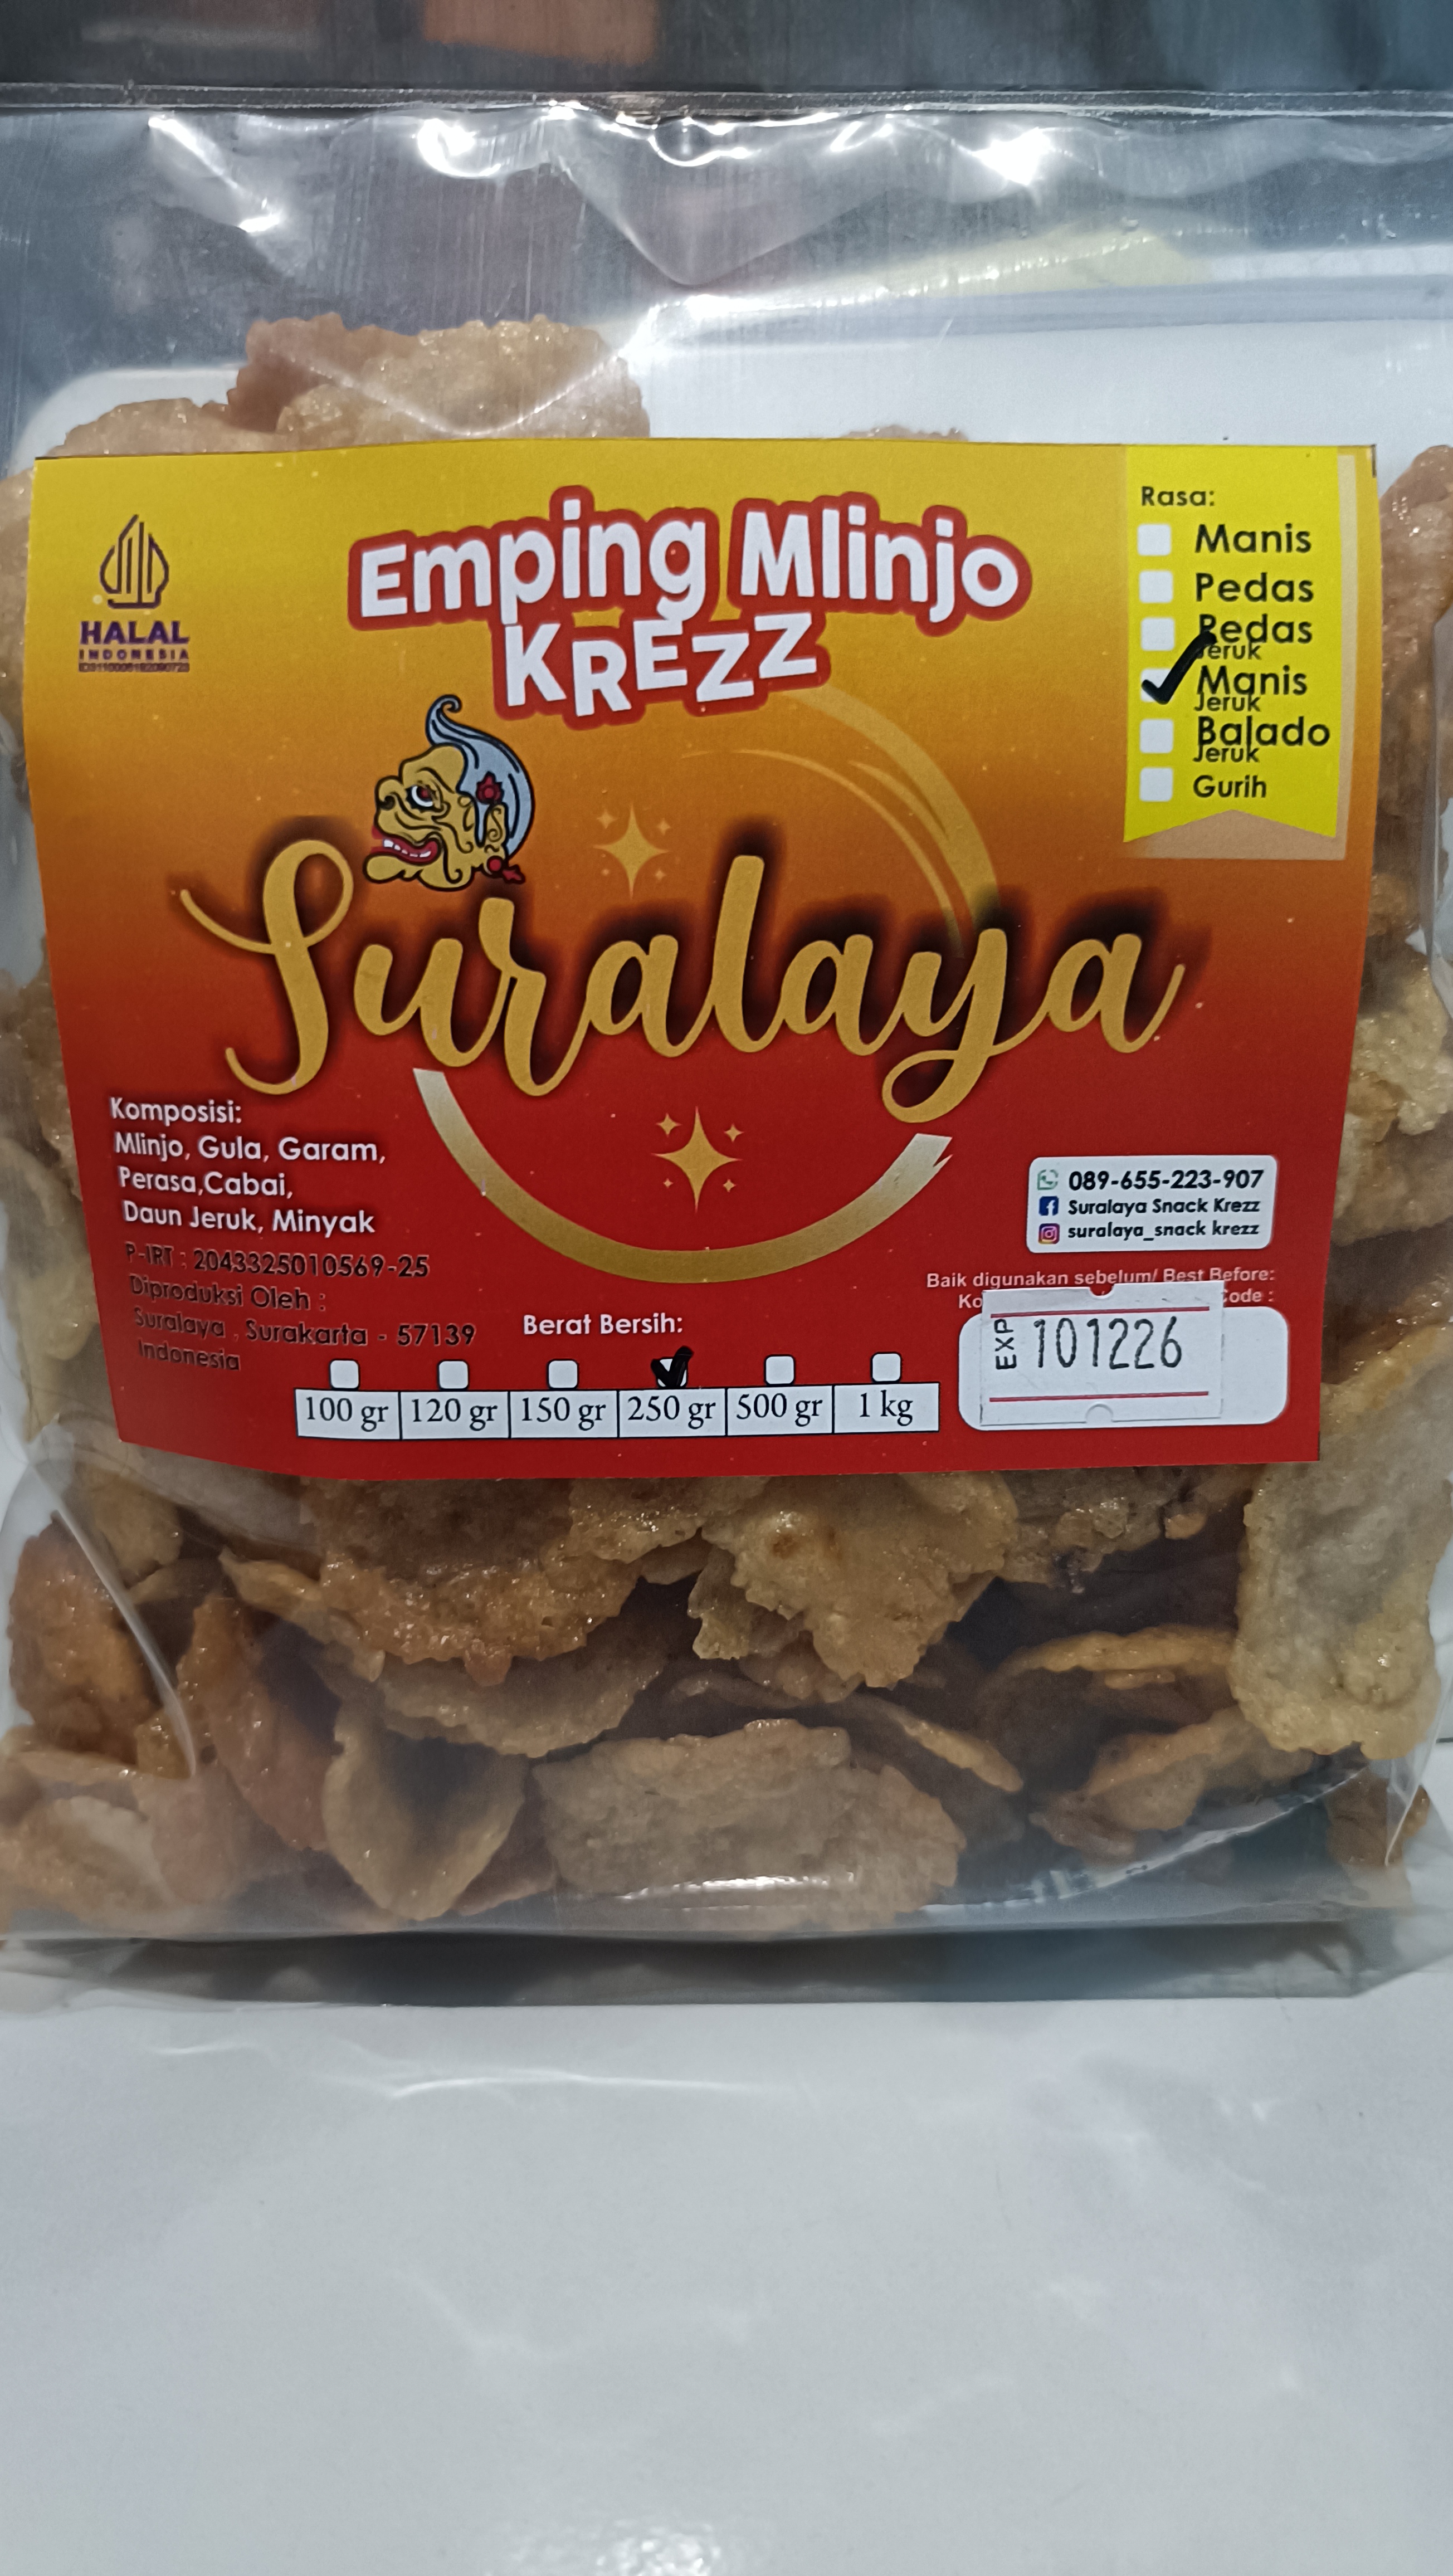 Emping Mlinjo
KREZZ
HALAL
INDONESIA
Rasa:
Manis
Pedas
Pedas
Jeruk
Manis
Jeruk
Balado
Jeruk
Gurih
Suralaya
Komposisi:
Mlinjo, Gula, Garam,
Perasa,Cabai,
Daun Jeruk, Minyak
P-IRT : 2043325010569-25
Diproduksi Oleh :
Suralaya , Surakarta - 57139
Indonesia
089-655-223-907
Suralaya Snack Krezz
suralaya_snack krezz
Baik digunakan sebelum/ Best Before:
Code :
EXP 101226
Berat Bersih:
100 gr 120 gr 150 gr 250 gr 500 gr 1 kg